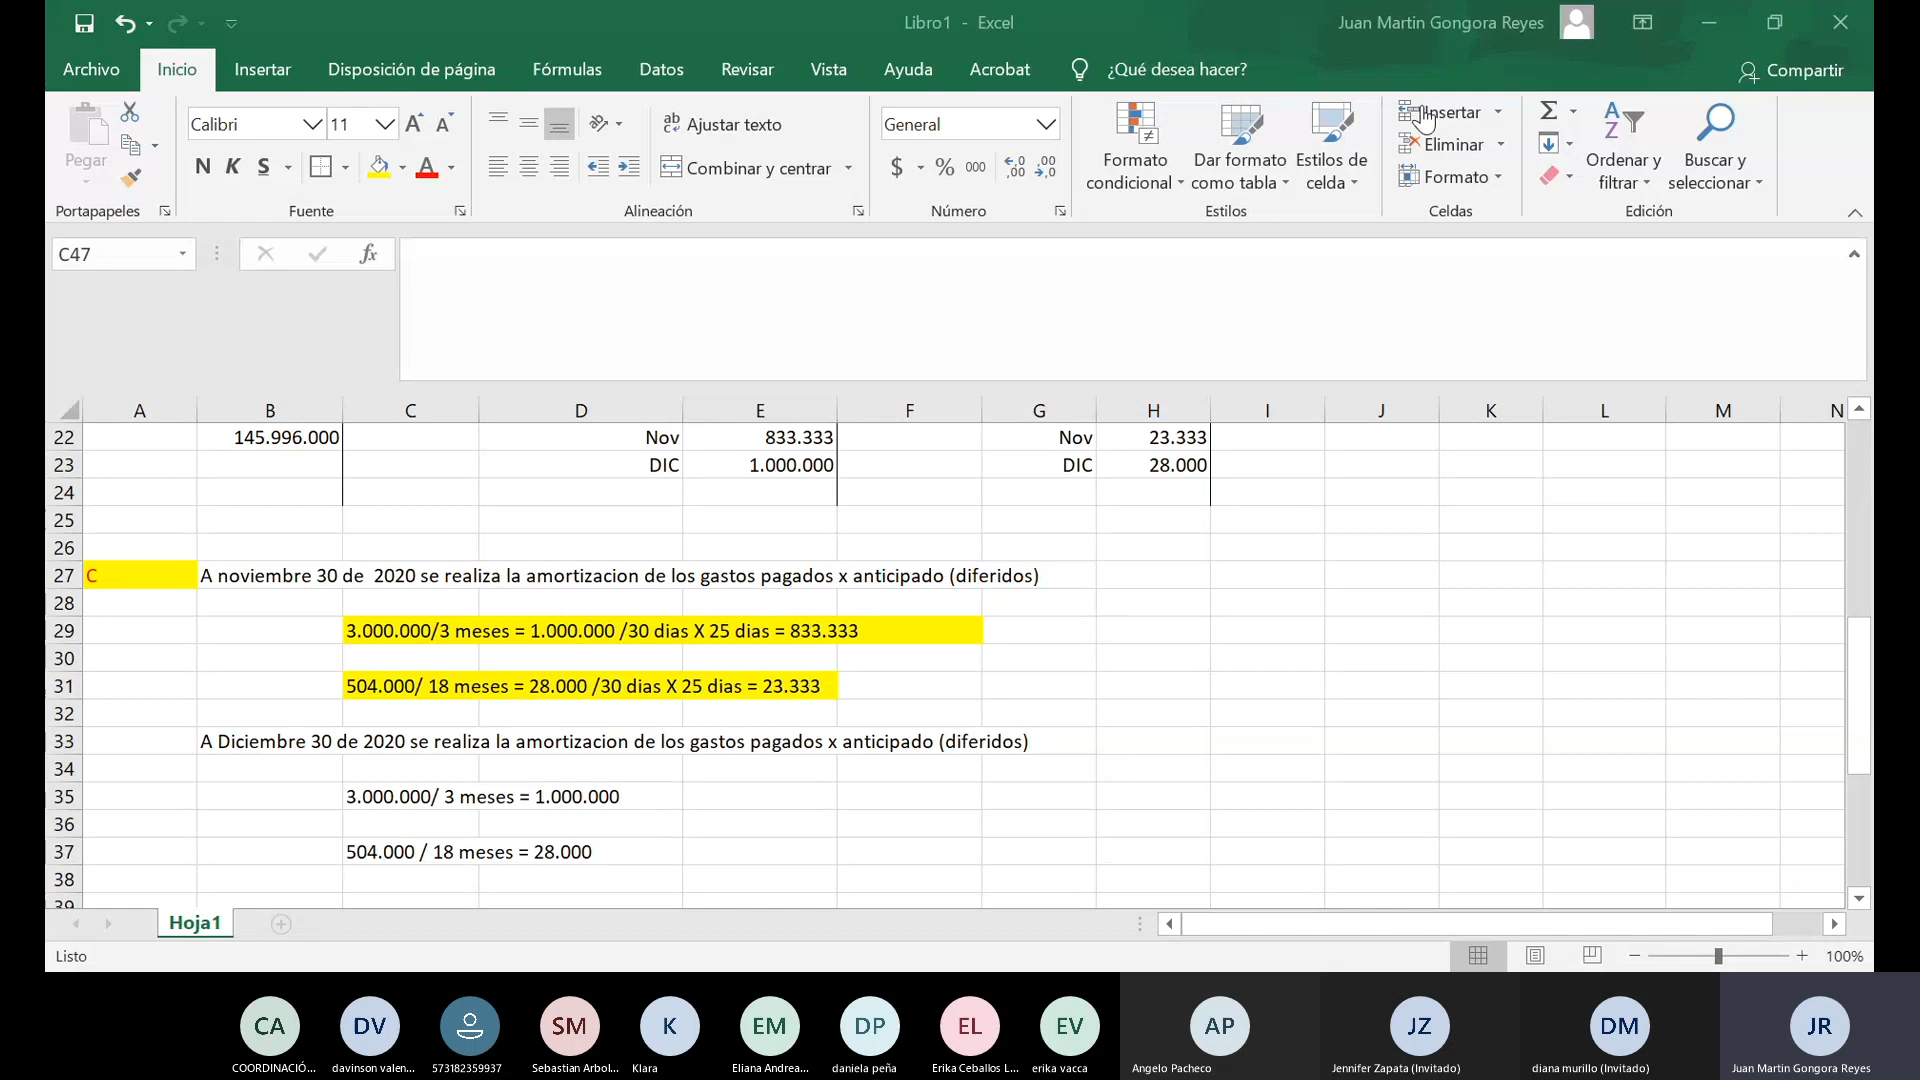 Libro1 - Excel
Juan Martin Gongora Reyes
Archivo
Inicio
Insertar
Disposición de página
Fórmulas
Datos
Revisar
Vista
Ayuda
Acrobat
¿Qué desea hacer?
Compartir
Pegar
Portapapeles
Calibri
11
N K S
Fuente
Ajustar texto
Combinar y centrar
Alineación
General
$ % 000
Número
Formato condicional
Dar formato como tabla
Estilos de celda
Estilos
Insertar
Eliminar
Formato
Celdas
Ordenar y filtrar
Buscar y seleccionar
Edición
C47
fx
A B C D E F G H I J K L M N
22 145.996.000 Nov 833.333 Nov 23.333
23 DIC 1.000.000 DIC 28.000
24
25
26
27 C A noviembre 30 de  2020 se realiza la amortizacion de los gastos pagados x anticipado (diferidos)
28
29 3.000.000/3 meses = 1.000.000 /30 dias X 25 dias = 833.333
30
31 504.000/ 18 meses = 28.000 /30 dias X 25 dias = 23.333
32
33 A Diciembre 30 de 2020 se realiza la amortizacion de los gastos pagados x anticipado (diferidos)
34
35 3.000.000/ 3 meses = 1.000.000
36
37 504.000 / 18 meses = 28.000
38
39
Hoja1
Listo
100%
CA DV SM K EM DP EL EV AP JZ DM JR
COORDINACIÓ... davinson valen... 573182359937 Sebastian Arbol... Klara Eliana Andrea... daniela peña Erika Ceballos L... erika vacca Angelo Pacheco Jennifer Zapata (Invitado) diana murillo (Invitado) Juan Martin Gongora Reyes